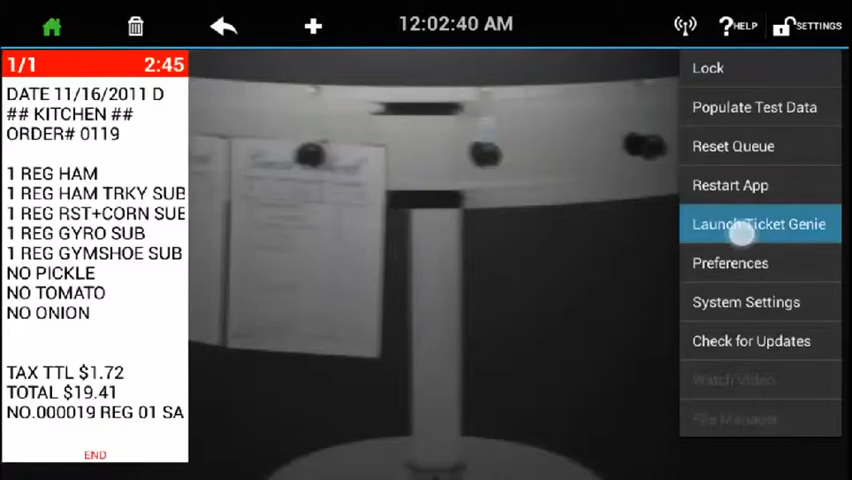 12:02:40 AM
HELP
SETTINGS
1/1 2:45
DATE 11/16/2011 D
## KITCHEN ##
ORDER# 0119
1 REG HAM
1 REG HAM TRKY SUB
1 REG RST+CORN SUB
1 REG GYRO SUB
1 REG GYMSHOE SUB
NO PICKLE
NO TOMATO
NO ONION
TAX TTL $1.72
TOTAL $19.41
NO.000019 REG 01 SA
END
Lock
Populate Test Data
Reset Queue
Restart App
Launch Ticket Genie
Preferences
System Settings
Check for Updates
Watch Video
File Manager